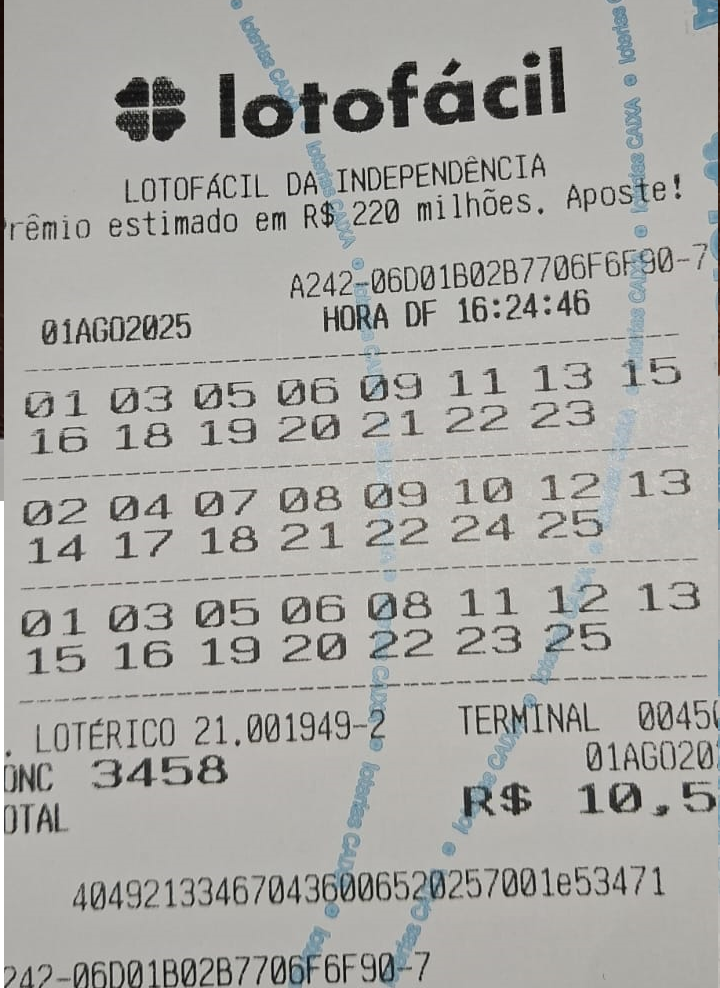 lotofácil
LOTOFÁCIL DA INDEPENDÊNCIA
rêmio estimado em R$ 220 milhões. Aposte!
A242-06D01B02B7706F6F90-7
01AGO2025 HORA DF 16:24:46
01 03 05 06 09 11 13 15
16 18 19 20 21 22 23
02 04 07 08 09 10 12 13
14 17 18 21 22 24 25
01 03 05 06 08 11 12 13
15 16 19 20 22 23 25
. LOTÉRICO 21.001949-2 TERMINAL 0045
01AGO20
ONC 3458
OTAL R$ 10,5
404921334670436006520257001e53471
242-06D01B02B7706F6F90-7
loterias CAIXA